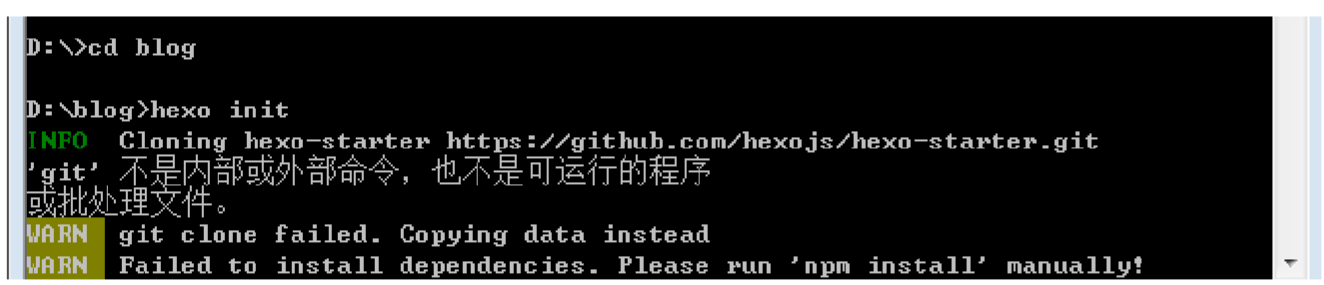 D:\>cd blog
D:\blog>hexo init
INFO  Cloning hexo-starter https://github.com/hexojs/hexo-starter.git
'git' 不是内部或外部命令，也不是可运行的程序
或批处理文件。
WARN  git clone failed. Copying data instead
WARN  Failed to install dependencies. Please run 'npm install' manually!